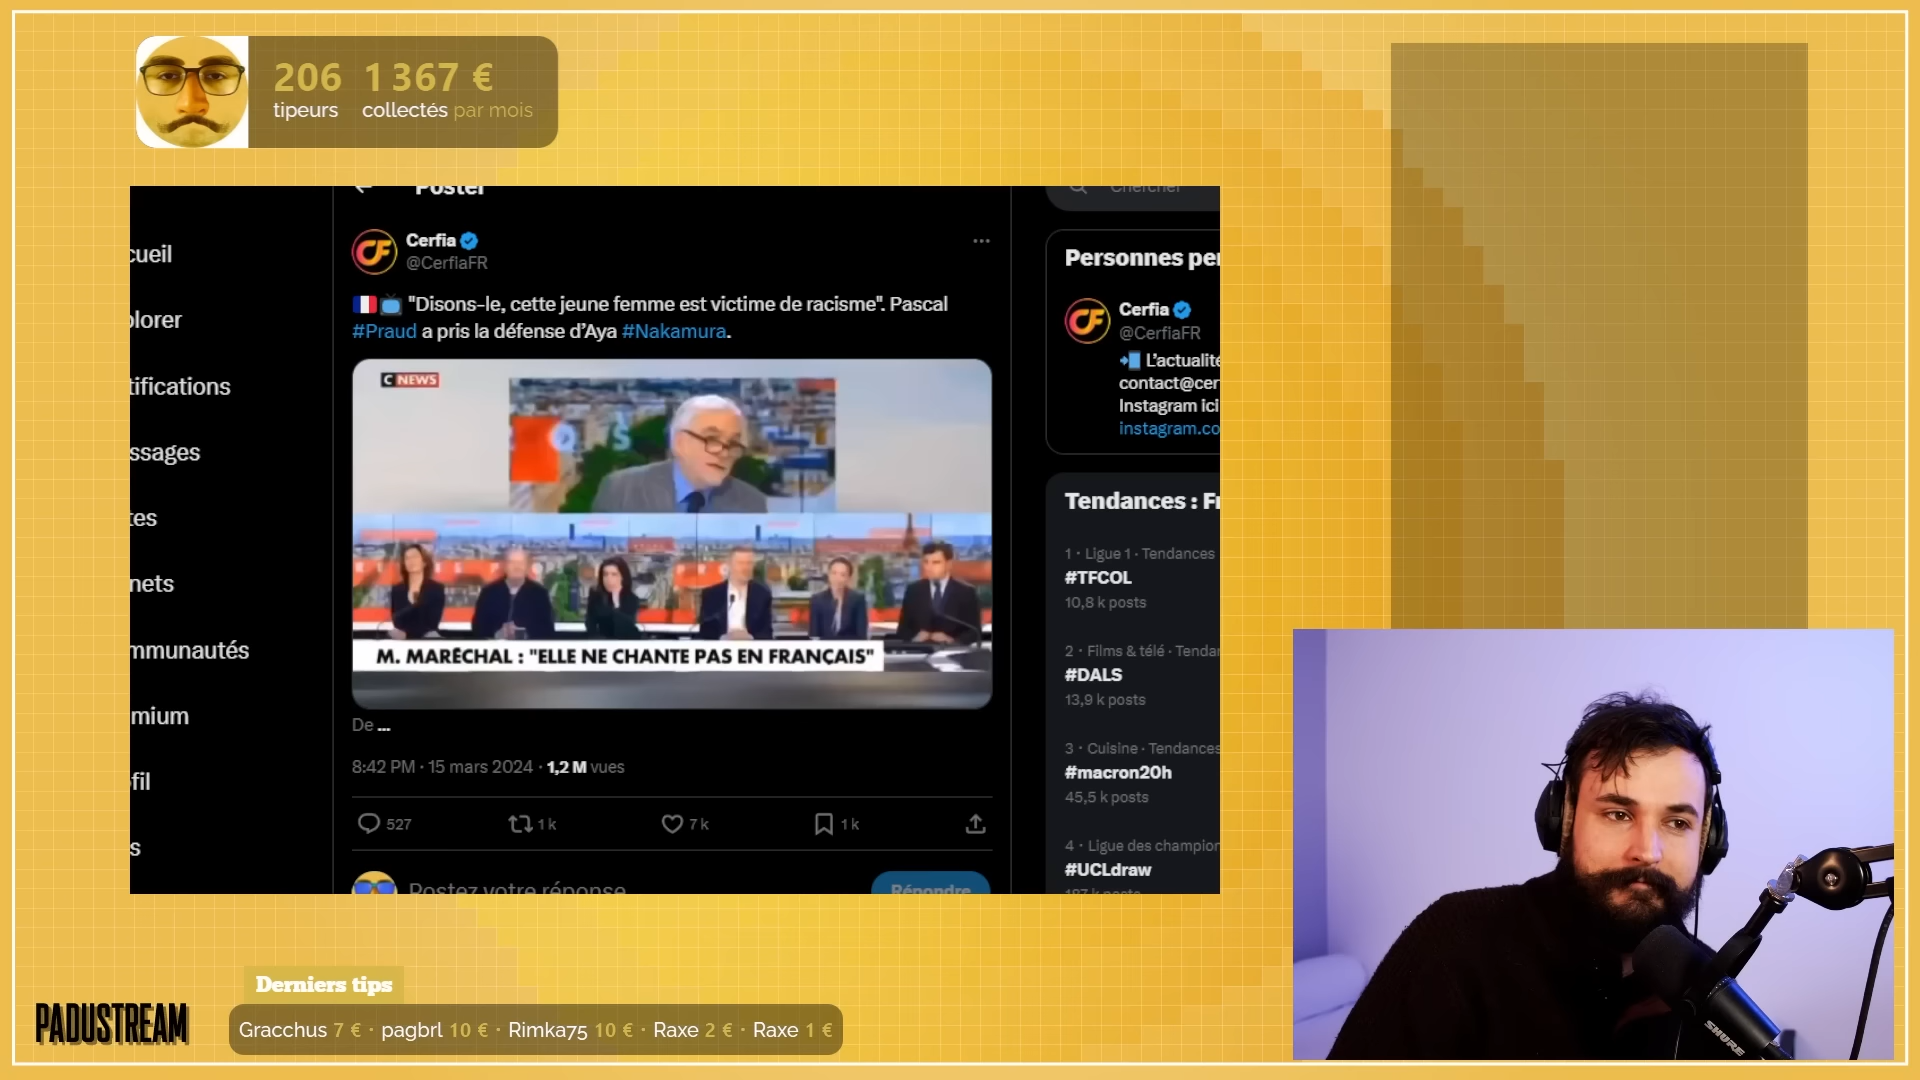 206 1 367 €
tipeurs collectés par mois
Poster
Chercher
cueil
plorer
tifications
ssages
tes
nets
mmunautés
mium
fil
s
Cerfia
@CerfiaFR
"Disons-le, cette jeune femme est victime de racisme". Pascal
#Praud a pris la défense d'Aya #Nakamura.
CNEWS
M. MARÉCHAL : "ELLE NE CHANTE PAS EN FRANÇAIS"
De ...
8:42 PM · 15 mars 2024 · 1,2 M vues
527 1 k 7 k 1 k
Postez votre réponse
Répondre
Personnes per
Cerfia
@CerfiaFR
L'actualité
contact@cer
Instagram ici
instagram.co
Tendances : Fr
1 · Ligue 1 · Tendances
#TFCOL
10,8 k posts
2 · Films & télé · Tendar
#DALS
13,9 k posts
3 · Cuisine · Tendances
#macron20h
45,5 k posts
4 · Ligue des champior
#UCLdraw
Derniers tips
PADUSTREAM
Gracchus 7 € · pagbrl 10 € · Rimka75 10 € · Raxe 2 € · Raxe 1 €
SHURE